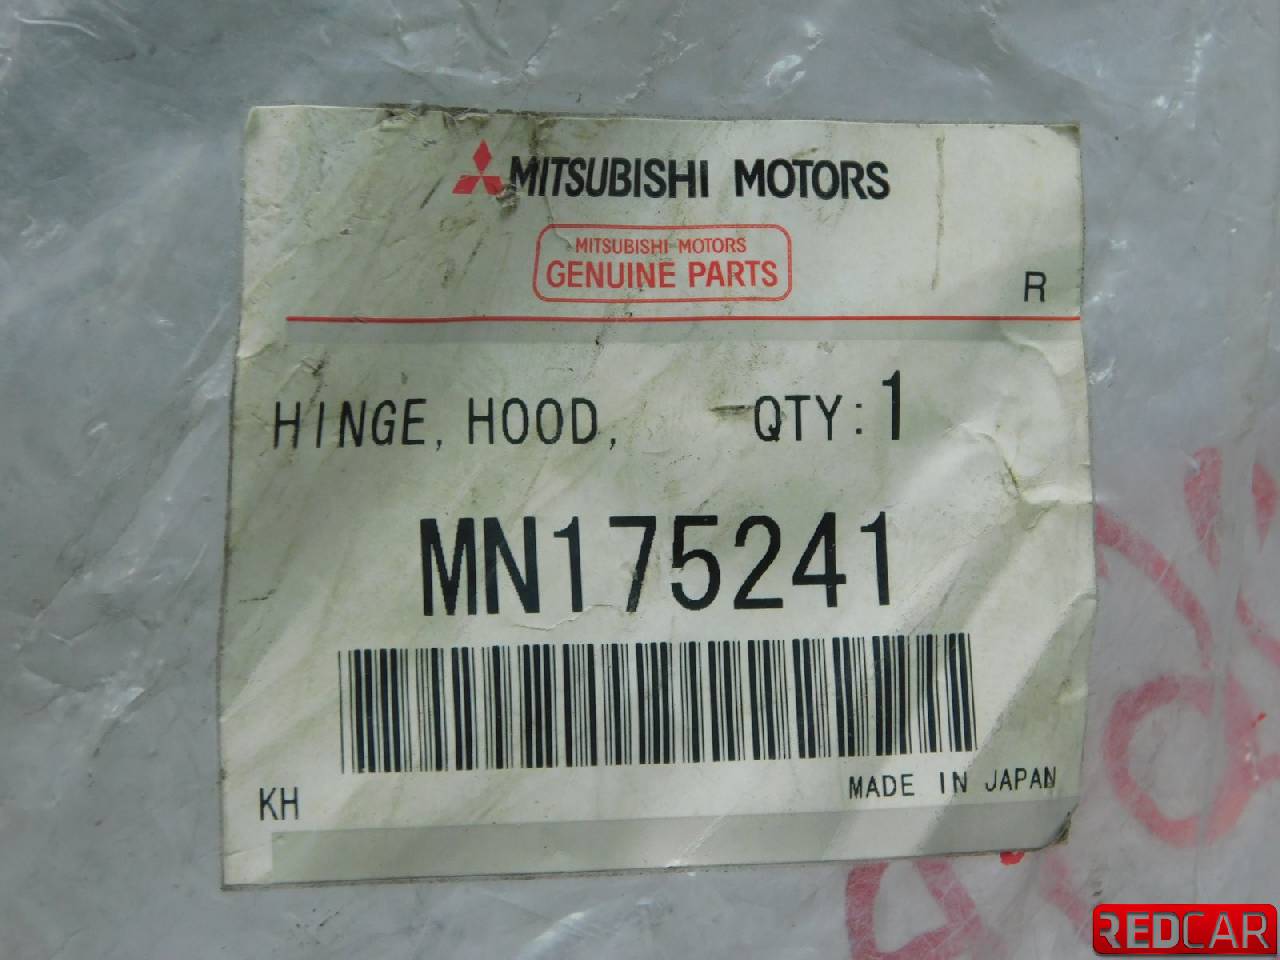 MITSUBISHI MOTORS
MITSUBISHI MOTORS
GENUINE PARTS
R
HINGE, HOOD, QTY:1
MN175241
KH
MADE IN JAPAN
REDCAR